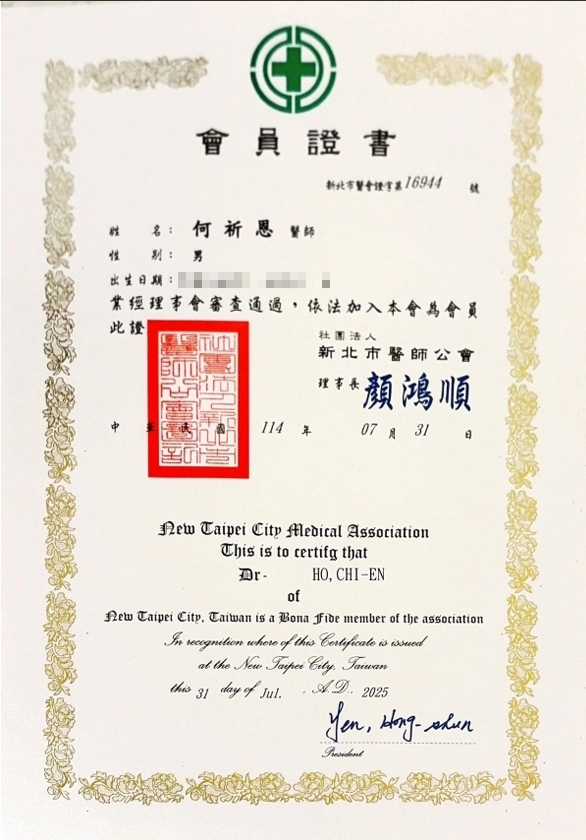 會員證書
新北市醫會證字第16944 號
姓 名: 何祈恩 醫師
性 別: 男
出生日期:
業經理事會審查通過,依法加入本會為會員
此證
社團法人
新北市醫師公會
理事長 顏鴻順
中華民國 114 年 07 月 31 日
New Taipei City Medical Association
This is to certifg that
Dr- HO,CHI-EN
of
New Taipei City, Taiwan is a Bona Fide member of the association
In recognition where of this Certificate is issued
at the New Taipei City, Taiwan
this 31 day of Jul. . A.D. 2025
Yen, Hong-shun
President